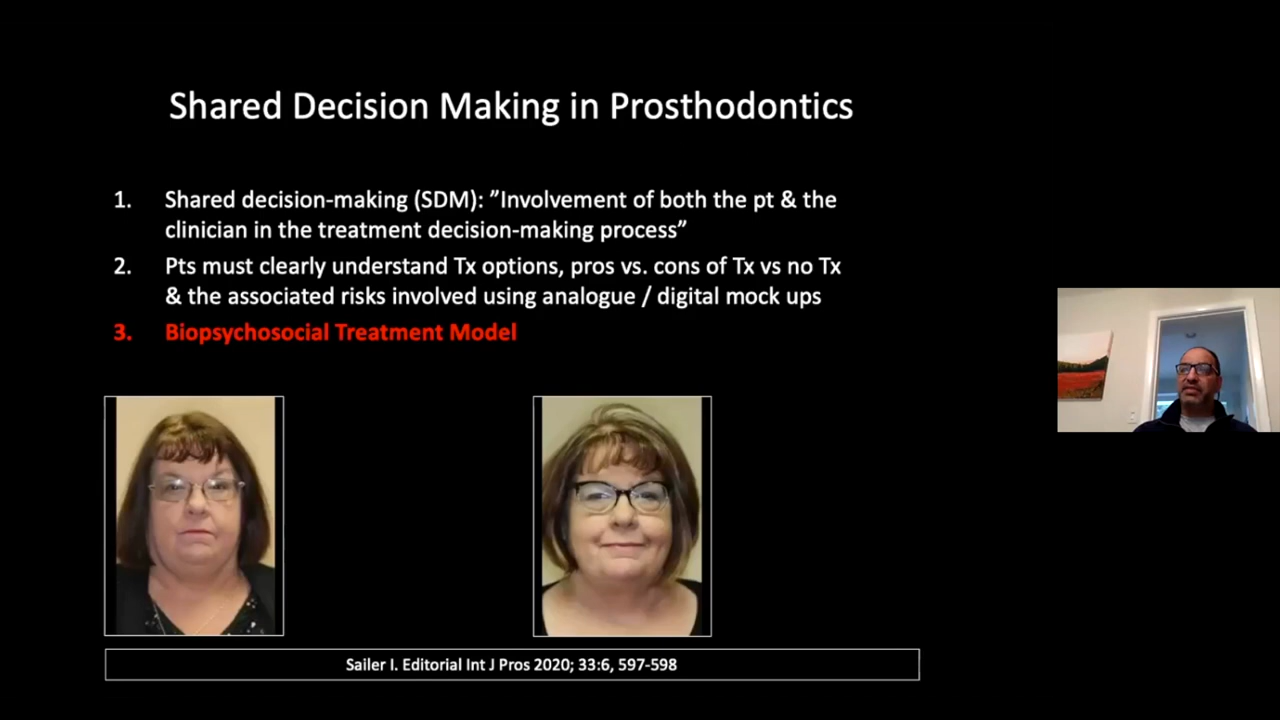 Shared Decision Making in Prosthodontics
1. Shared decision-making (SDM): ”Involvement of both the pt & the
clinician in the treatment decision-making process”
2. Pts must clearly understand Tx options, pros vs. cons of Tx vs no Tx
& the associated risks involved using analogue / digital mock ups
3. Biopsychosocial Treatment Model
Sailer I. Editorial Int J Pros 2020; 33:6, 597-598